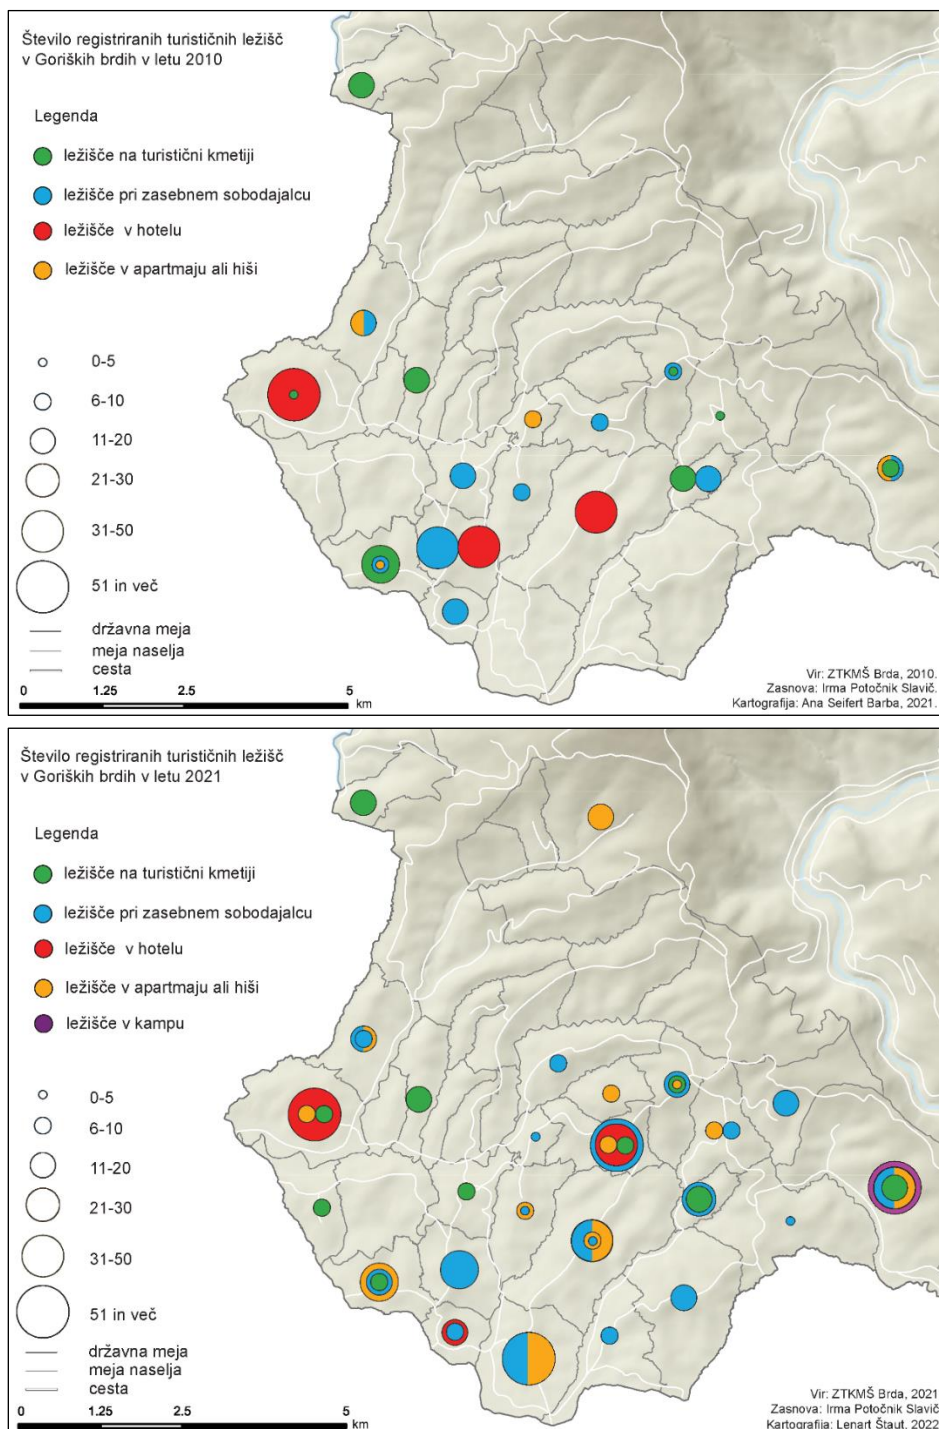 Število registriranih turističnih ležišč
v Goriških brdih v letu 2010
Legenda
ležišče na turistični kmetiji
ležišče pri zasebnem sobodajalcu
ležišče v hotelu
ležišče v apartmaju ali hiši
0-5
6-10
11-20
21-30
31-50
51 in več
državna meja
meja naselja
cesta
0 1.25 2.5 5
km
Vir: ZTKMŠ Brda, 2010.
Zasnova: Irma Potočnik Slavič.
Kartografija: Ana Seifert Barba, 2021.
Število registriranih turističnih ležišč
v Goriških brdih v letu 2021
Legenda
ležišče na turistični kmetiji
ležišče pri zasebnem sobodajalcu
ležišče v hotelu
ležišče v apartmaju ali hiši
ležišče v kampu
0-5
6-10
11-20
21-30
31-50
51 in več
državna meja
meja naselja
cesta
0 1.25 2.5 5
km
Vir: ZTKMŠ Brda, 2021
Zasnova: Irma Potočnik Slavič.
Kartografija: Lenart Štaut, 2022.